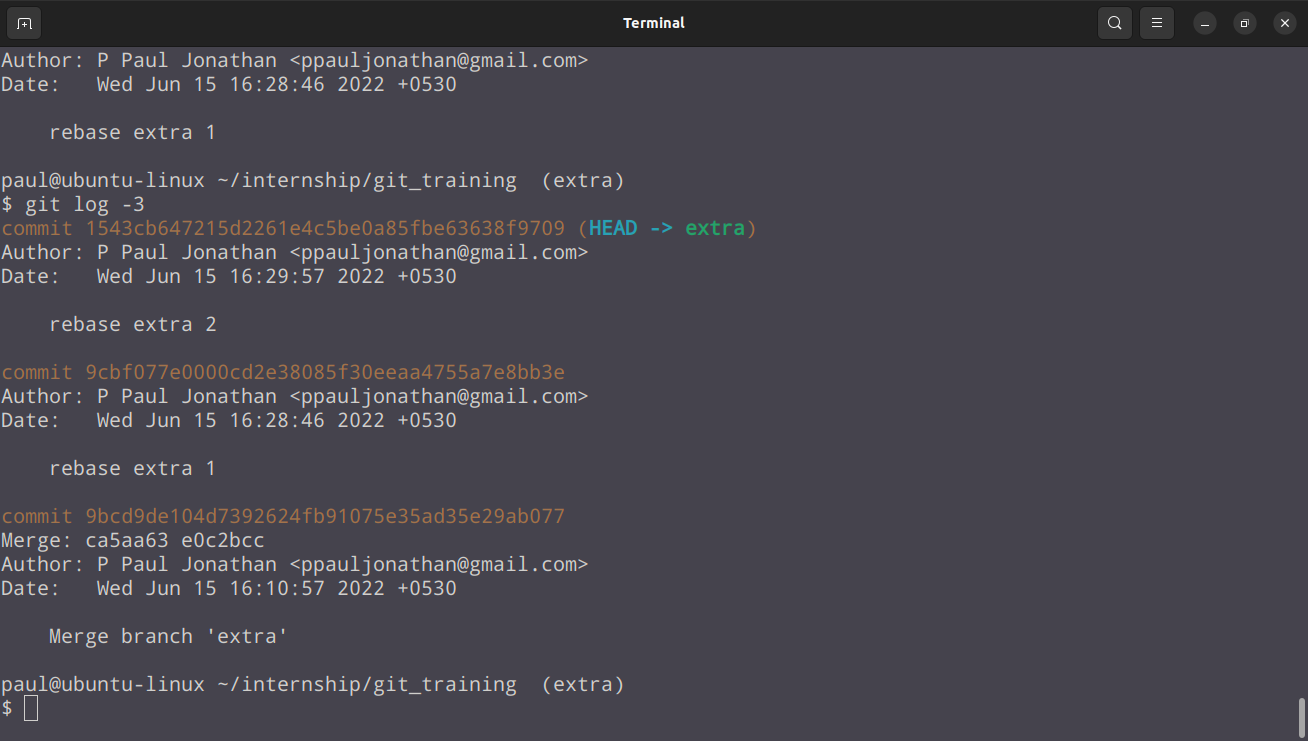 Terminal
Author: P Paul Jonathan <ppauljonathan@gmail.com>
Date:   Wed Jun 15 16:28:46 2022 +0530
    rebase extra 1
paul@ubuntu-linux ~/internship/git_training  (extra)
$ git log -3
commit 1543cb647215d2261e4c5be0a85fbe63638f9709 (HEAD -> extra)
Author: P Paul Jonathan <ppauljonathan@gmail.com>
Date:   Wed Jun 15 16:29:57 2022 +0530
    rebase extra 2
commit 9cbf077e0000cd2e38085f30eeaa4755a7e8bb3e
Author: P Paul Jonathan <ppauljonathan@gmail.com>
Date:   Wed Jun 15 16:28:46 2022 +0530
    rebase extra 1
commit 9bcd9de104d7392624fb91075e35ad35e29ab077
Merge: ca5aa63 e0c2bcc
Author: P Paul Jonathan <ppauljonathan@gmail.com>
Date:   Wed Jun 15 16:10:57 2022 +0530
    Merge branch 'extra'
paul@ubuntu-linux ~/internship/git_training  (extra)
$